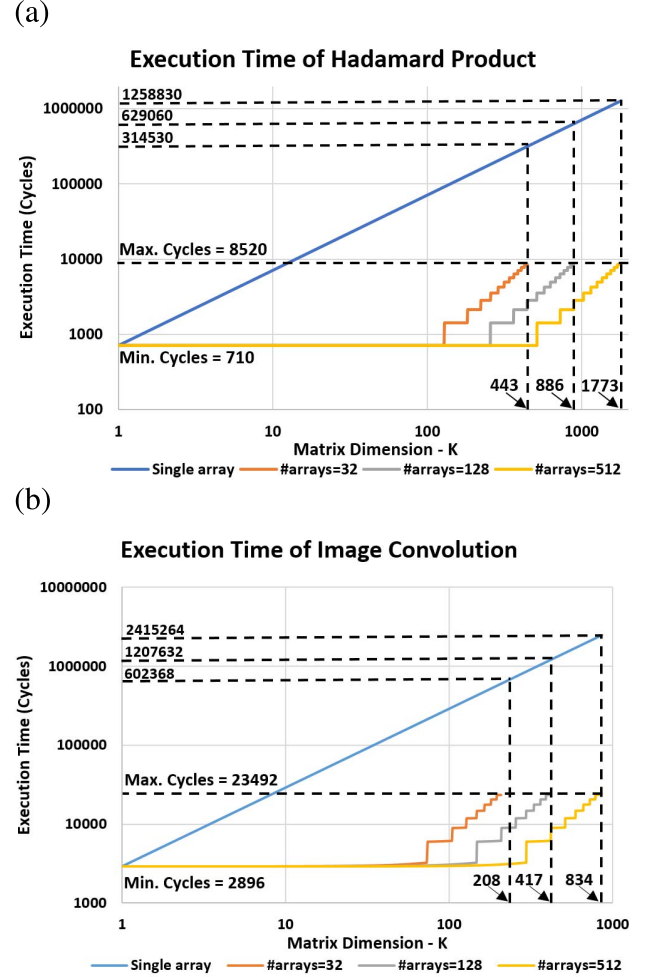 (a)
Execution Time of Hadamard Product
Execution Time (Cycles)
1258830
1000000
629060
314530
100000
Max. Cycles = 8520
10000
1000
Min. Cycles = 710
443 886 1773
100
1 10 100 1000
Matrix Dimension - K
Single array #arrays=32 #arrays=128 #arrays=512
(b)
Execution Time of Image Convolution
Execution Time (Cycles)
10000000
2415264
1207632
1000000
602368
100000
Max. Cycles = 23492
10000
Min. Cycles = 2896
208 417 834
1000
1 10 100 1000
Matrix Dimension - K
Single array #arrays=32 #arrays=128 #arrays=512